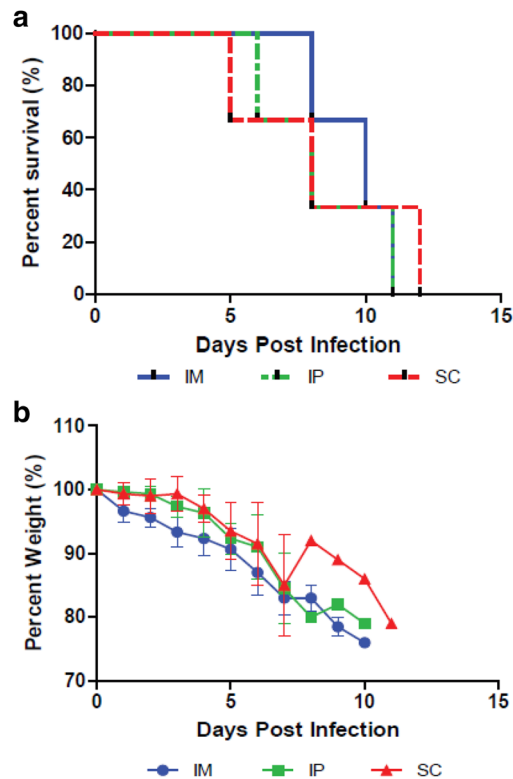 a
Percent survival (%)
100
80
60
40
20
0
0 5 10 15
Days Post Infection
IM IP SC
b
Percent Weight (%)
110
100
90
80
70
0 5 10 15
Days Post Infection
IM IP SC